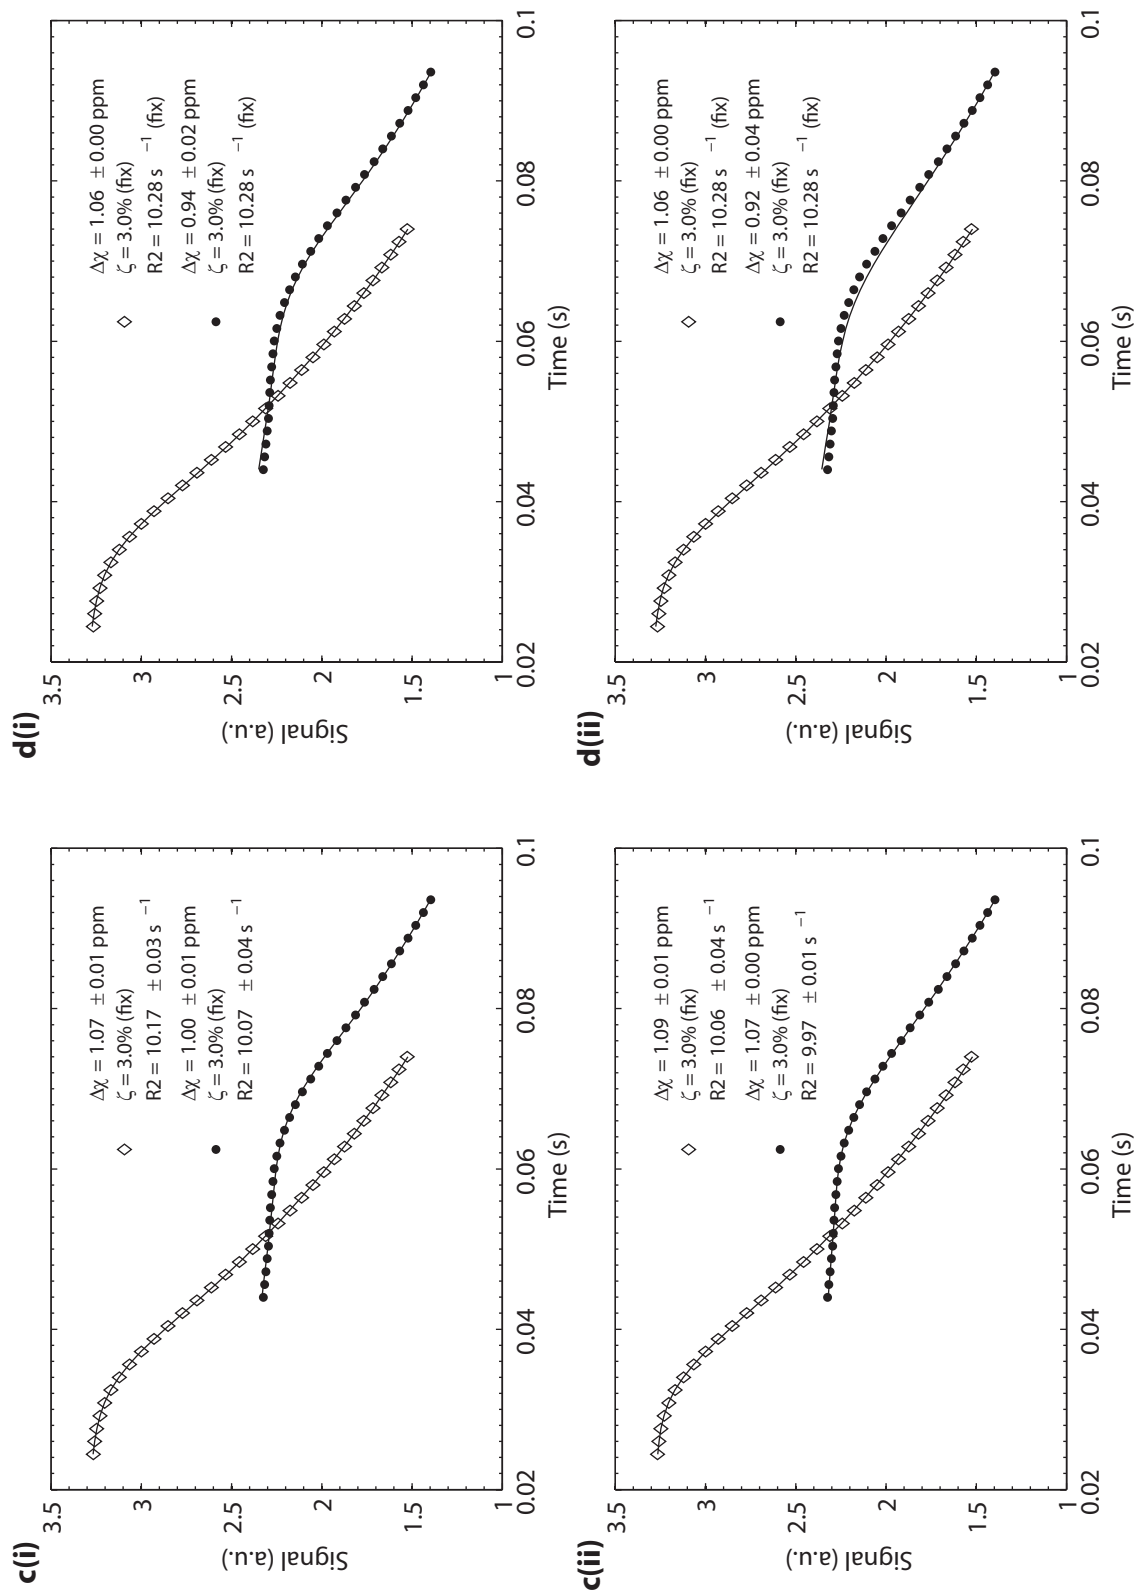 c(i)
Signal (a.u.)
3.5
3
2.5
2
1.5
1
0.02
0.04
0.06
0.08
0.1
Time (s)
Δχ = 1.07 ± 0.01 ppm
ζ = 3.0% (fix)
R2 = 10.17 ± 0.03 s −1
Δχ = 1.00 ± 0.01 ppm
ζ = 3.0% (fix)
R2 = 10.07 ± 0.04 s −1
d(i)
Signal (a.u.)
3.5
3
2.5
2
1.5
1
0.02
0.04
0.06
0.08
0.1
Time (s)
Δχ = 1.06 ± 0.00 ppm
ζ = 3.0% (fix)
R2 = 10.28 s −1 (fix)
Δχ = 0.94 ± 0.02 ppm
ζ = 3.0% (fix)
R2 = 10.28 s −1 (fix)
c(ii)
Signal (a.u.)
3.5
3
2.5
2
1.5
1
0.02
0.04
0.06
0.08
0.1
Time (s)
Δχ = 1.09 ± 0.01 ppm
ζ = 3.0% (fix)
R2 = 10.06 ± 0.04 s −1
Δχ = 1.07 ± 0.00 ppm
ζ = 3.0% (fix)
R2 = 9.97 ± 0.01 s −1
d(ii)
Signal (a.u.)
3.5
3
2.5
2
1.5
1
0.02
0.04
0.06
0.08
0.1
Time (s)
Δχ = 1.06 ± 0.00 ppm
ζ = 3.0% (fix)
R2 = 10.28 s −1 (fix)
Δχ = 0.92 ± 0.04 ppm
ζ = 3.0% (fix)
R2 = 10.28 s −1 (fix)